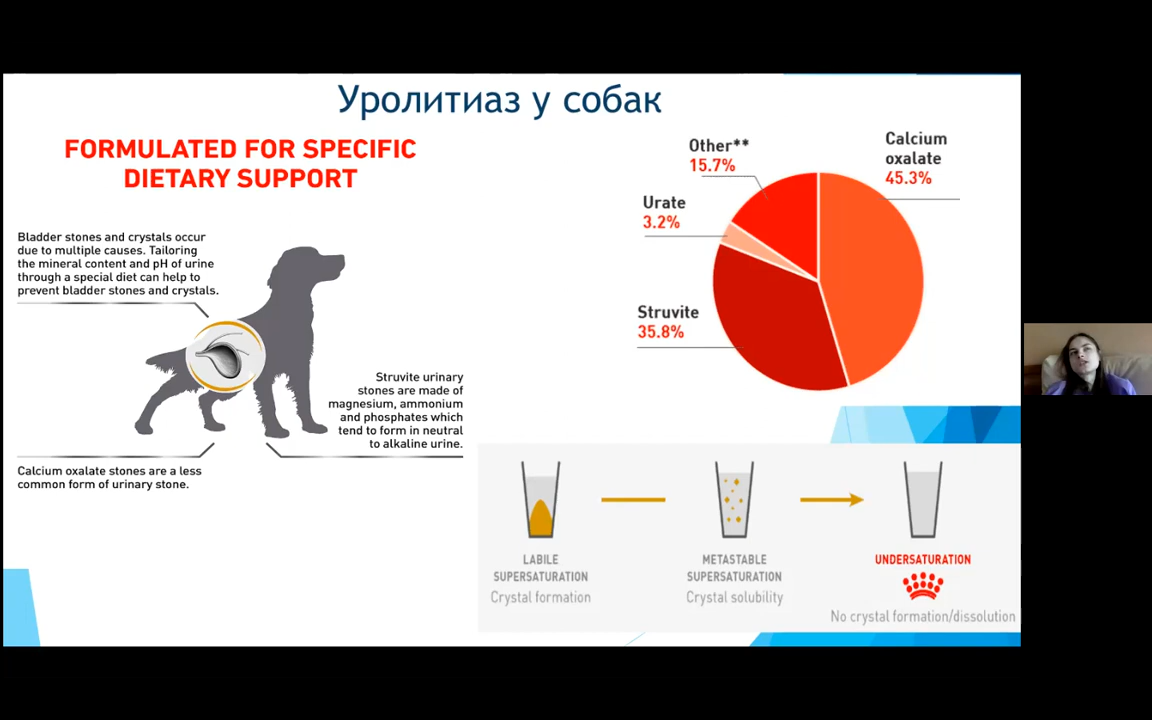 Уролитиаз у собак
FORMULATED FOR SPECIFIC
DIETARY SUPPORT
Bladder stones and crystals occur
due to multiple causes. Tailoring
the mineral content and pH of urine
through a special diet can help to
prevent bladder stones and crystals.
Struvite urinary
stones are made of
magnesium, ammonium
and phosphates which
tend to form in neutral
to alkaline urine.
Calcium oxalate stones are a less
common form of urinary stone.
Other**
15.7%
Calcium
oxalate
45.3%
Urate
3.2%
Struvite
35.8%
LABILE
SUPERSATURATION
Crystal formation
METASTABLE
SUPERSATURATION
Crystal solubility
UNDERSATURATION
No crystal formation/dissolution